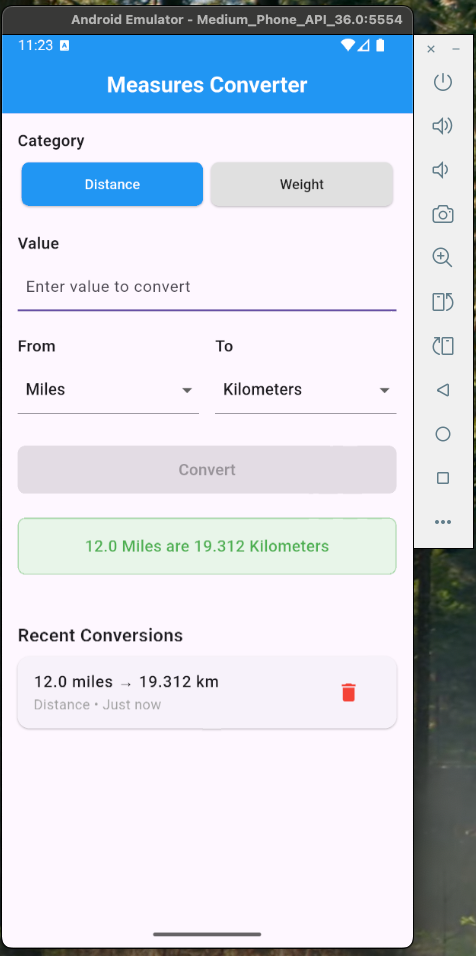 Android Emulator - Medium_Phone_API_36.0:5554
11:23 A
Measures Converter
Category
Distance Weight
Value
Enter value to convert
From To
Miles Kilometers
Convert
12.0 Miles are 19.312 Kilometers
Recent Conversions
12.0 miles → 19.312 km
Distance • Just now